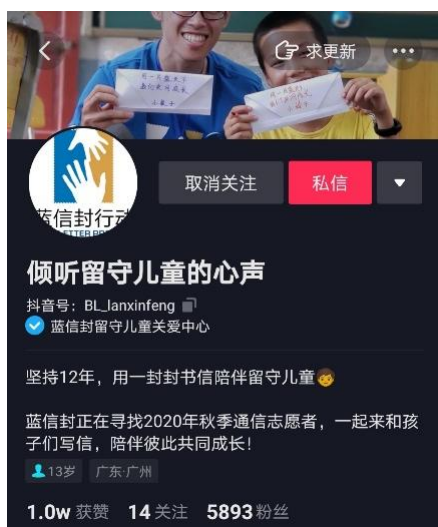 求更新
蓝信封行动
取消关注
私信
倾听留守儿童的心声
抖音号：BL_lanxinfeng
蓝信封留守儿童关爱中心
坚持12年，用一封封书信陪伴留守儿童
蓝信封正在寻找2020年秋季通信志愿者，一起来和孩
子们写信，陪伴彼此共同成长！
13岁
广东·广州
1.0w 获赞 14 关注 5893 粉丝